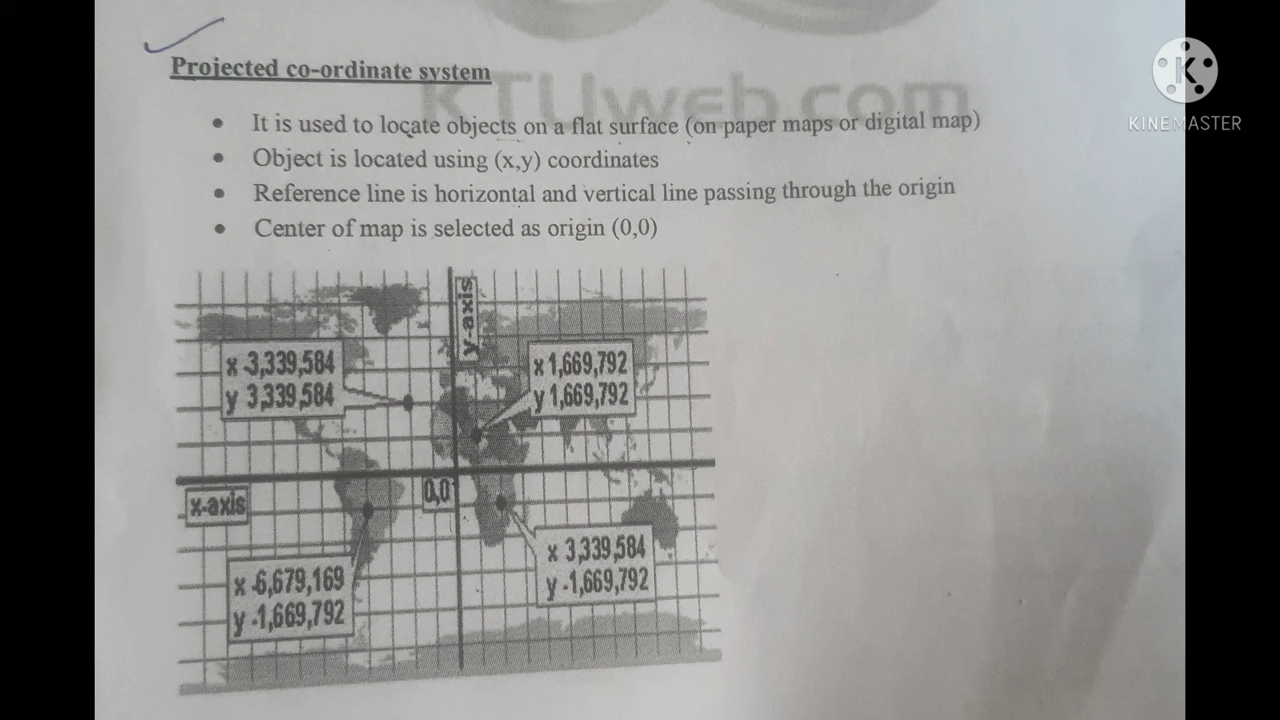 Projected co-ordinate system
KTUweb.com
• It is used to locate objects on a flat surface (on paper maps or digital map)
• Object is located using (x,y) coordinates
• Reference line is horizontal and vertical line passing through the origin
• Center of map is selected as origin (0,0)
y-axis
x -3,339,584
y 3,339,584
x 1,669,792
y 1,669,792
x-axis
0,0
x 3,339,584
y -1,669,792
x -6,679,169
y -1,669,792
K
KINEMASTER